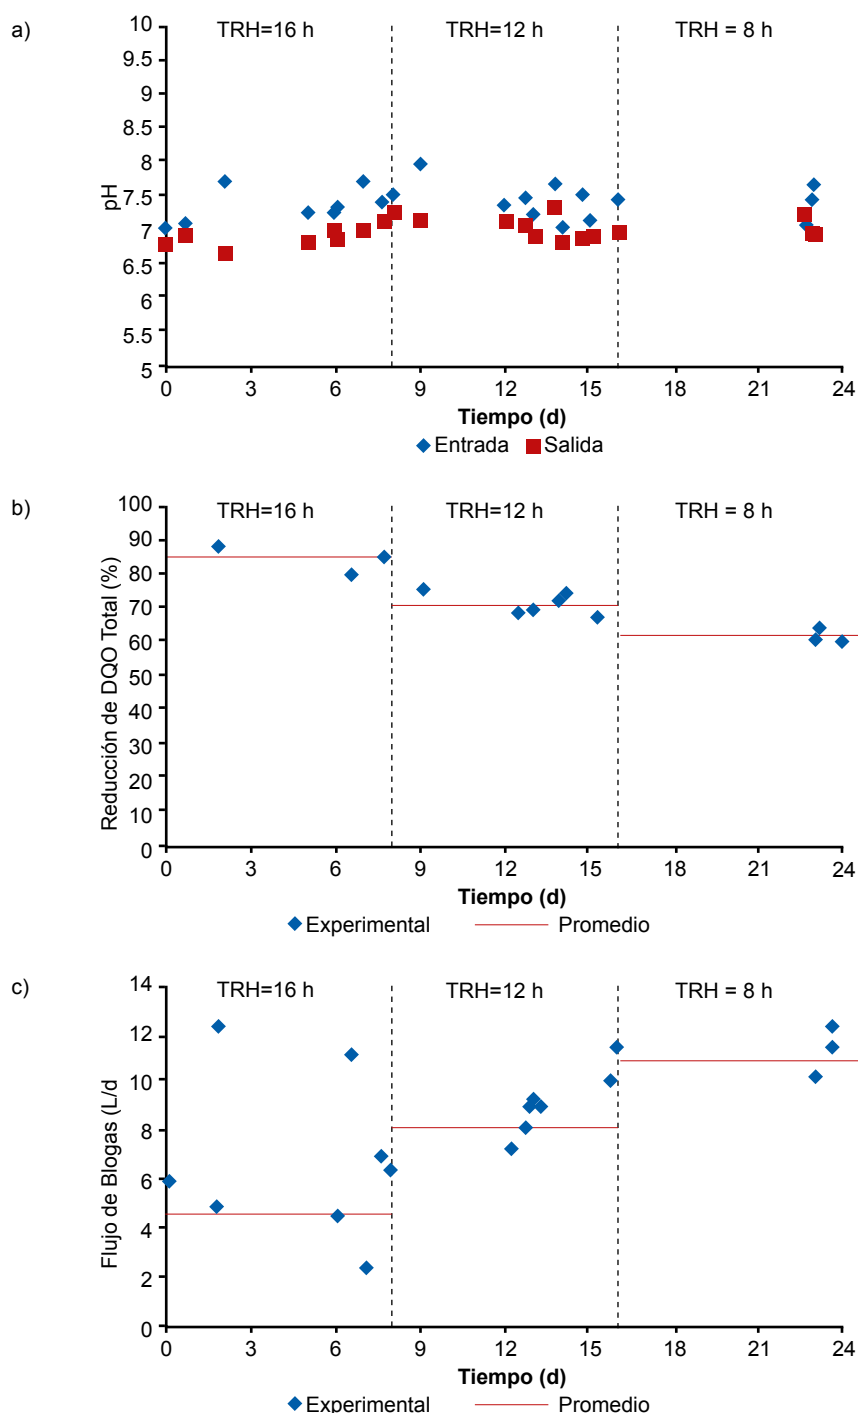 a)
TRH=16 h TRH=12 h TRH = 8 h
10
9.5
9
8.5
8
7.5
7
6.5
6
5.5
5
pH
0 3 6 9 12 15 18 21 24
Tiempo (d)
Entrada Salida
b)
TRH=16 h TRH=12 h TRH = 8 h
100
90
80
70
60
50
40
30
20
10
0
Reducción de DQO Total (%)
0 3 6 9 12 15 18 21 24
Tiempo (d)
Experimental Promedio
c)
TRH=16 h TRH=12 h TRH = 8 h
14
12
10
8
6
4
2
0
Flujo de Blogas (L/d
0 3 6 9 12 15 18 21 24
Tiempo (d)
Experimental Promedio